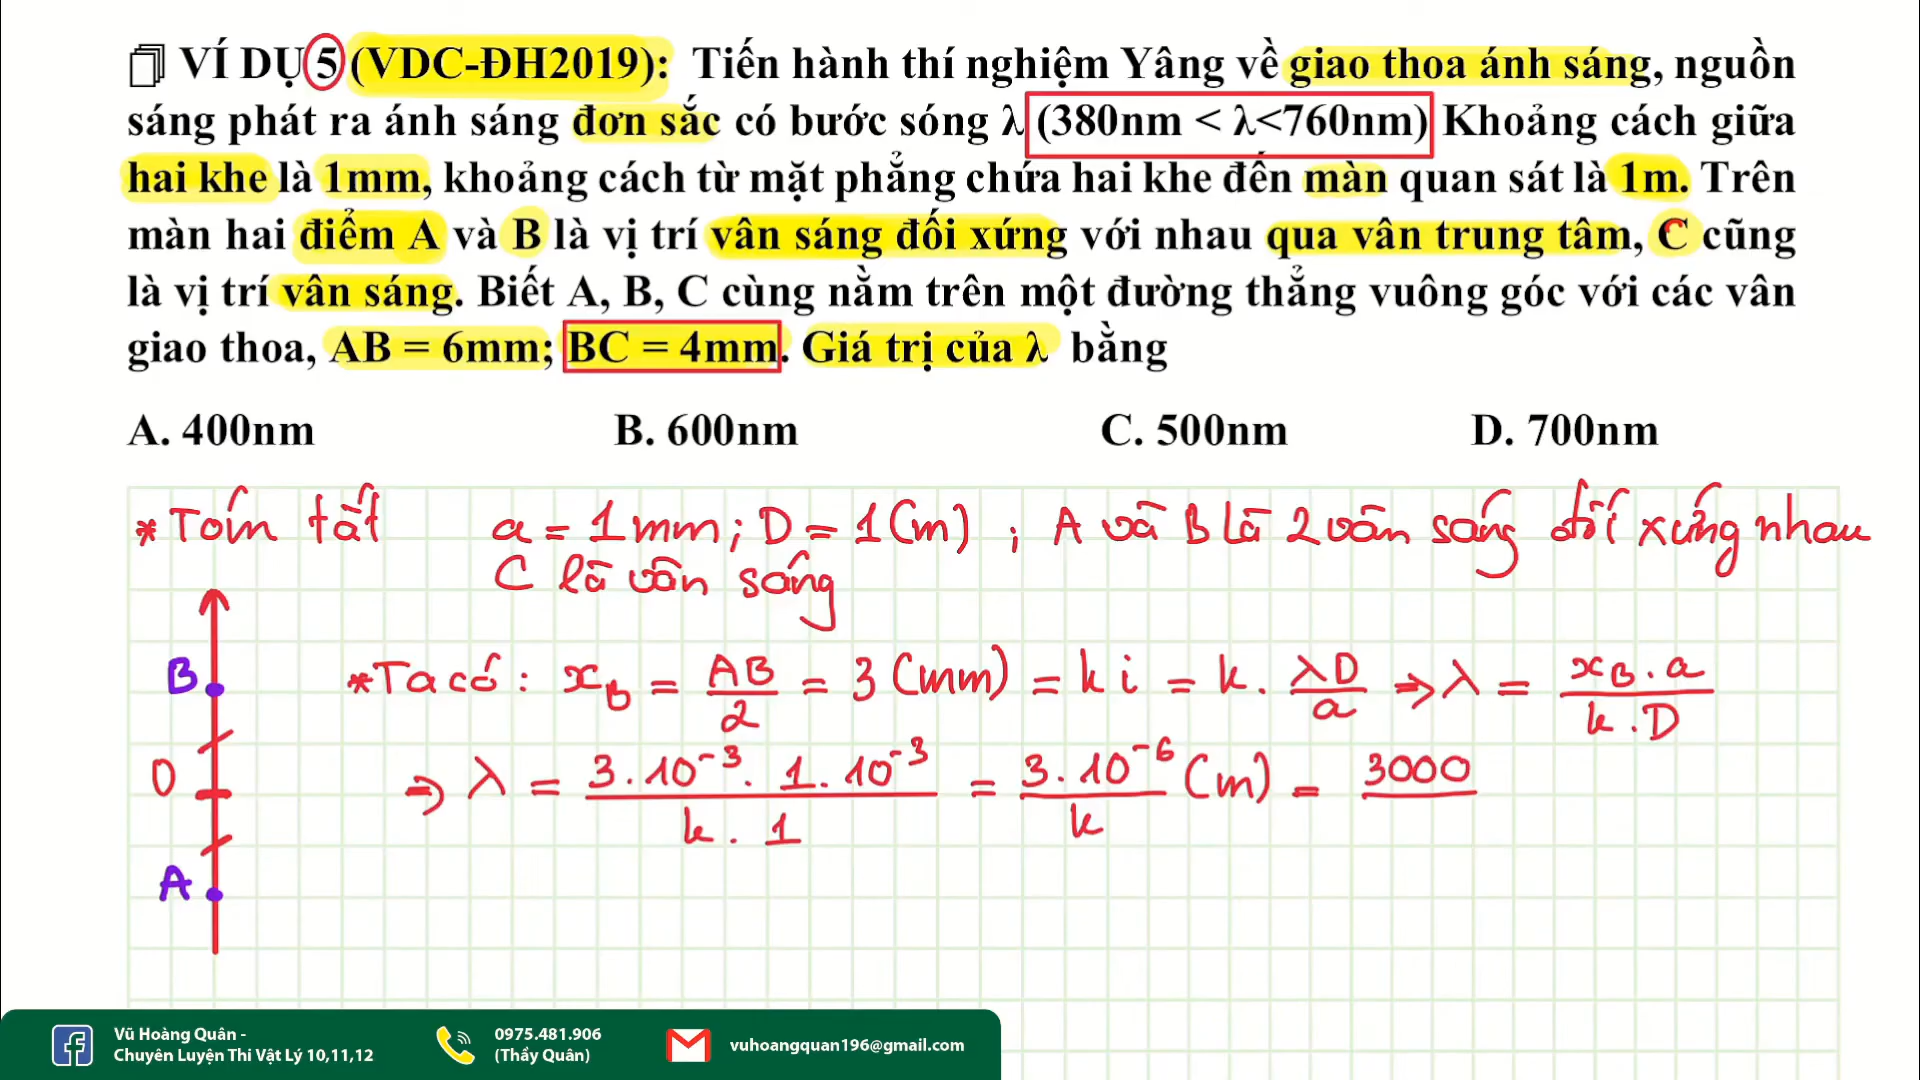 VÍ DỤ 5 (VDC-ĐH2019): Tiến hành thí nghiệm Yâng về giao thoa ánh sáng, nguồn
sáng phát ra ánh sáng đơn sắc có bước sóng λ (380nm < λ<760nm) Khoảng cách giữa
hai khe là 1mm, khoảng cách từ mặt phẳng chứa hai khe đến màn quan sát là 1m. Trên
màn hai điểm A và B là vị trí vân sáng đối xứng với nhau qua vân trung tâm, C cũng
là vị trí vân sáng. Biết A, B, C cùng nằm trên một đường thẳng vuông góc với các vân
giao thoa, AB = 6mm; BC = 4mm. Giá trị của λ bằng
A. 400nm B. 600nm C. 500nm D. 700nm
* Tóm tắt a = 1mm; D = 1(m) ; A và B là 2 vân sáng đối xứng nhau
C là vân sáng
B
O
A
* Ta có : x_B = AB/2 = 3 (mm) = k i = k . λD/a => λ = x_B . a / k . D
=> λ = 3.10⁻³ . 1.10⁻³ / k . 1 = 3.10⁻⁶ / k (m) = 3000
Vũ Hoàng Quân -
Chuyên Luyện Thi Vật Lý 10,11,12
0975.481.906
(Thầy Quân)
vuhoangquan196@gmail.com